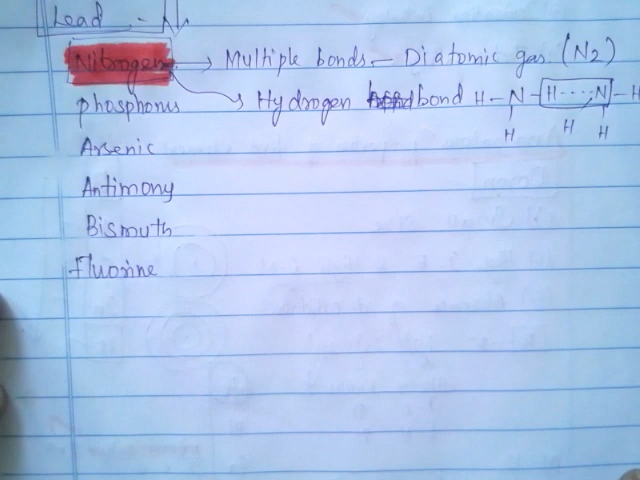 Lead -
Nitrogen → Multiple bonds - Diatomic gas (N2)
phosphorus → Hydrogen bond H-N-H....N-H
H H H
Arsenic
Antimony
Bismuth
Fluorine